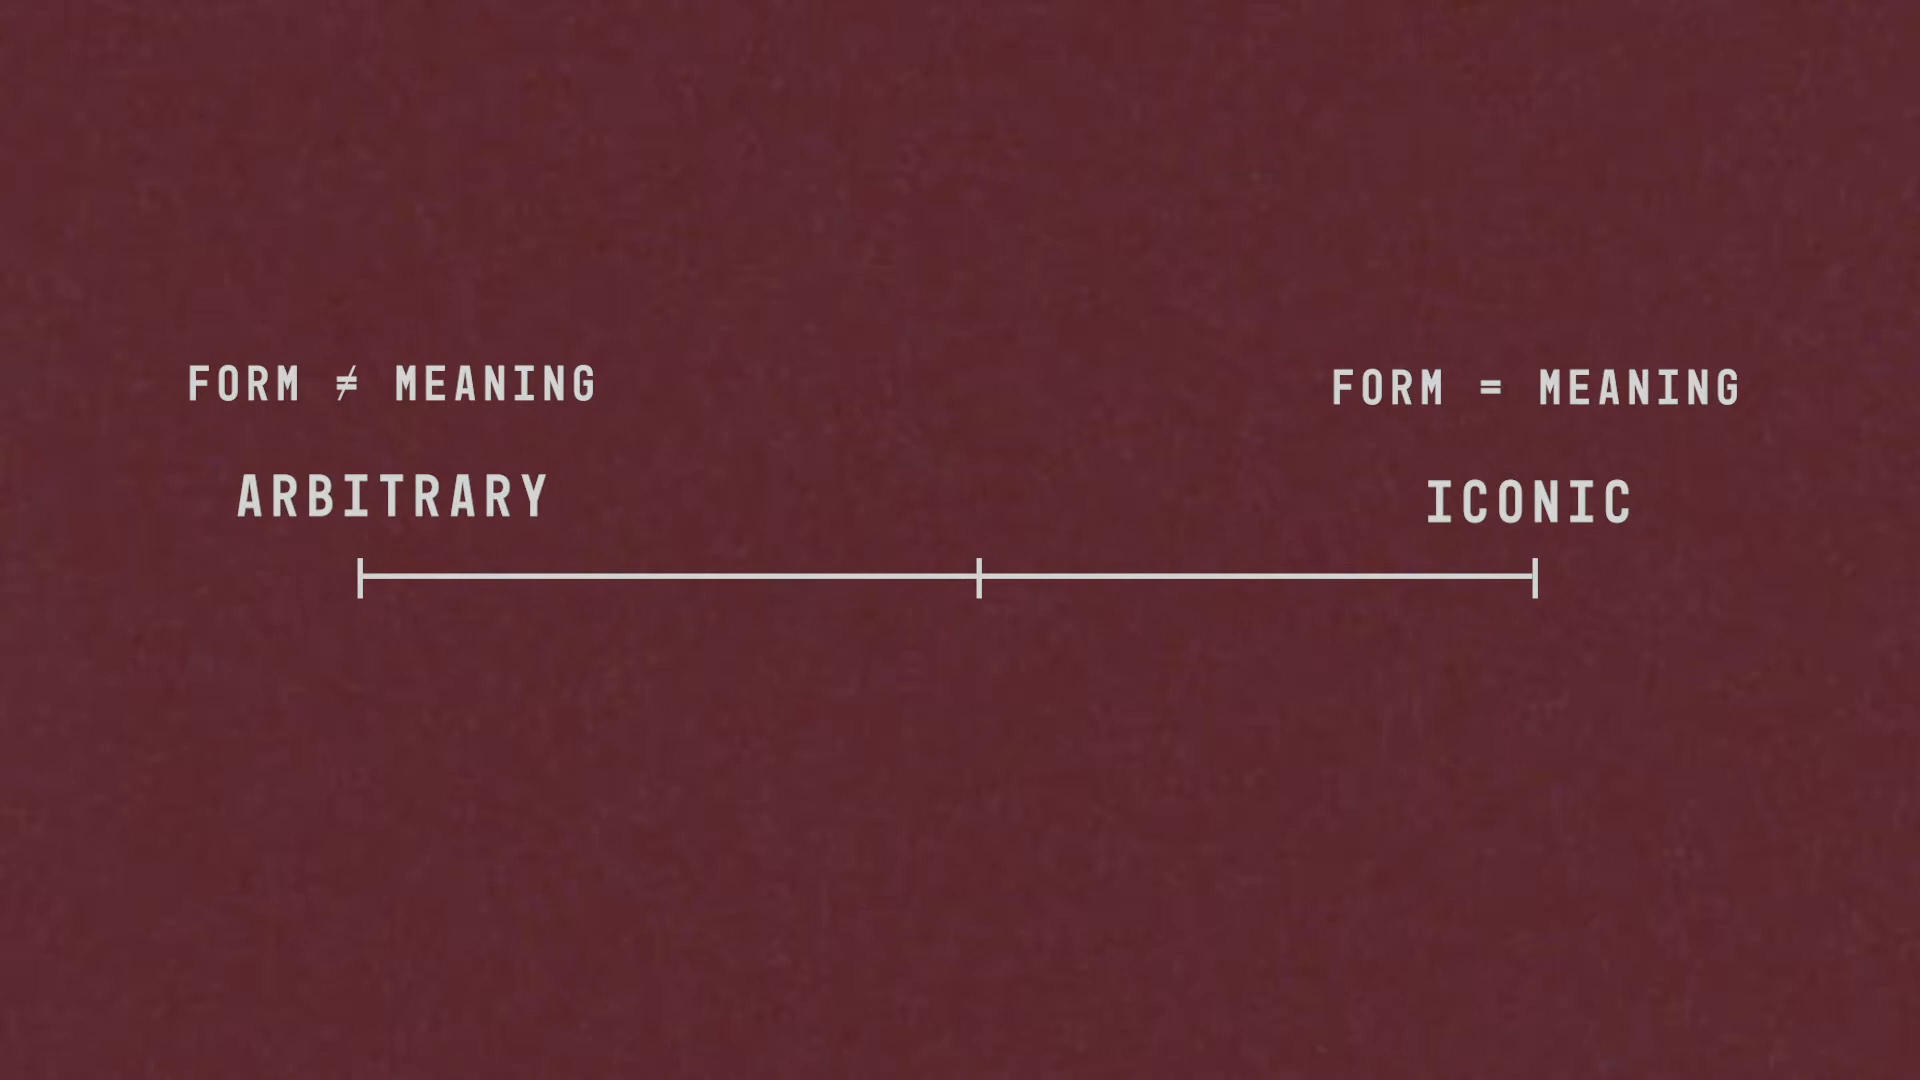 FORM ≠ MEANING
ARBITRARY
FORM = MEANING
ICONIC